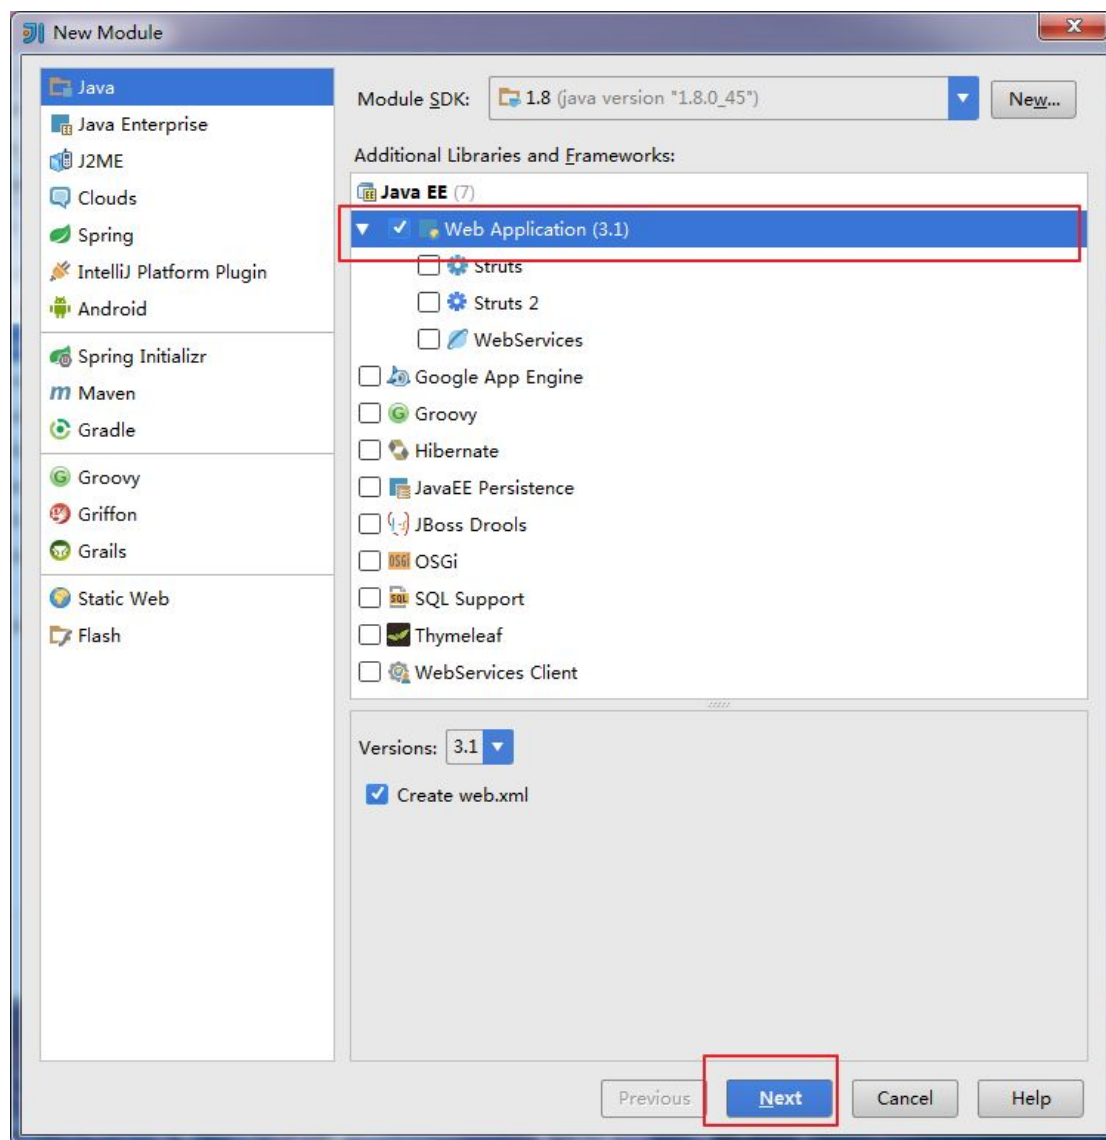 New Module
Java
Java Enterprise
J2ME
Clouds
Spring
IntelliJ Platform Plugin
Android
Spring Initializr
Maven
Gradle
Groovy
Griffon
Grails
Static Web
Flash
Module SDK: 1.8 (java version "1.8.0_45") New...
Additional Libraries and Frameworks:
Java EE (7)
Web Application (3.1)
Struts
Struts 2
WebServices
Google App Engine
Groovy
Hibernate
JavaEE Persistence
JBoss Drools
OSGi
SQL Support
Thymeleaf
WebServices Client
Versions: 3.1
Create web.xml
Previous Next Cancel Help